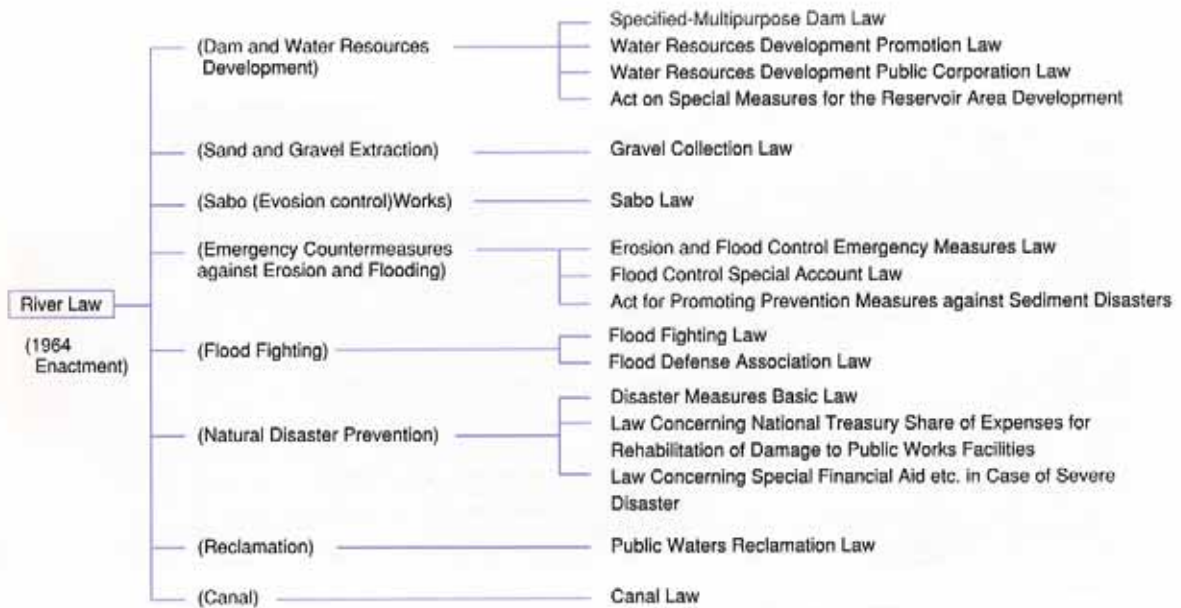 River Law
(1964
Enactment)
(Dam and Water Resources
Development)
Specified-Multipurpose Dam Law
Water Resources Development Promotion Law
Water Resources Development Public Corporation Law
Act on Special Measures for the Reservoir Area Development
(Sand and Gravel Extraction)
Gravel Collection Law
(Sabo (Evosion control)Works)
Sabo Law
(Emergency Countermeasures
against Erosion and Flooding)
Erosion and Flood Control Emergency Measures Law
Flood Control Special Account Law
Act for Promoting Prevention Measures against Sediment Disasters
(Flood Fighting)
Flood Fighting Law
Flood Defense Association Law
(Natural Disaster Prevention)
Disaster Measures Basic Law
Law Concerning National Treasury Share of Expenses for
Rehabilitation of Damage to Public Works Facilities
Law Concerning Special Financial Aid etc. in Case of Severe
Disaster
(Reclamation)
Public Waters Reclamation Law
(Canal)
Canal Law